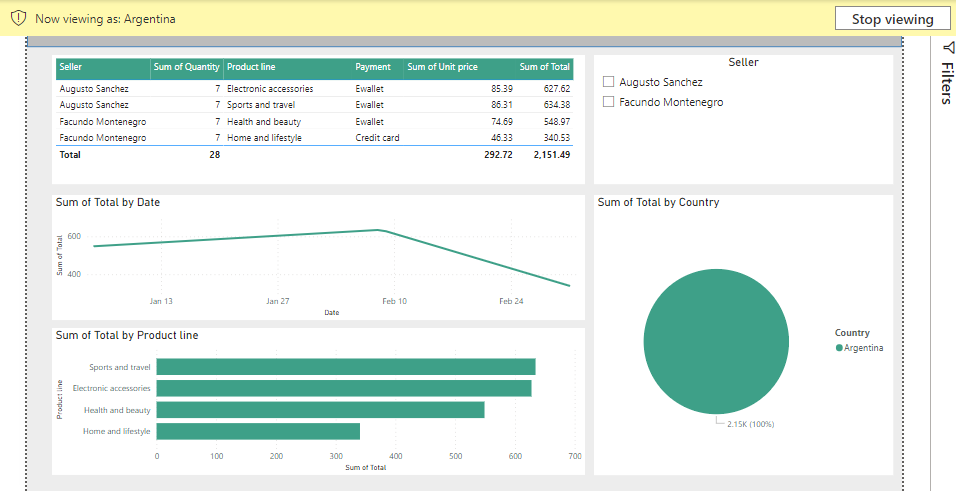 Now viewing as: Argentina
Stop viewing
Filters
Seller Sum of Quantity Product line Payment Sum of Unit price Sum of Total
Augusto Sanchez 7 Electronic accessories Ewallet 85.39 627.62
Augusto Sanchez 7 Sports and travel Ewallet 86.31 634.38
Facundo Montenegro 7 Health and beauty Ewallet 74.69 548.97
Facundo Montenegro 7 Home and lifestyle Credit card 46.33 340.53
Total 28 292.72 2,151.49
Seller
Augusto Sanchez
Facundo Montenegro
Sum of Total by Date
Sum of Total
600
400
Jan 13 Jan 27 Feb 10 Feb 24
Date
Sum of Total by Product line
Product line
Sports and travel
Electronic accessories
Health and beauty
Home and lifestyle
0 100 200 300 400 500 600 700
Sum of Total
Sum of Total by Country
Country
Argentina
2.15K (100%)